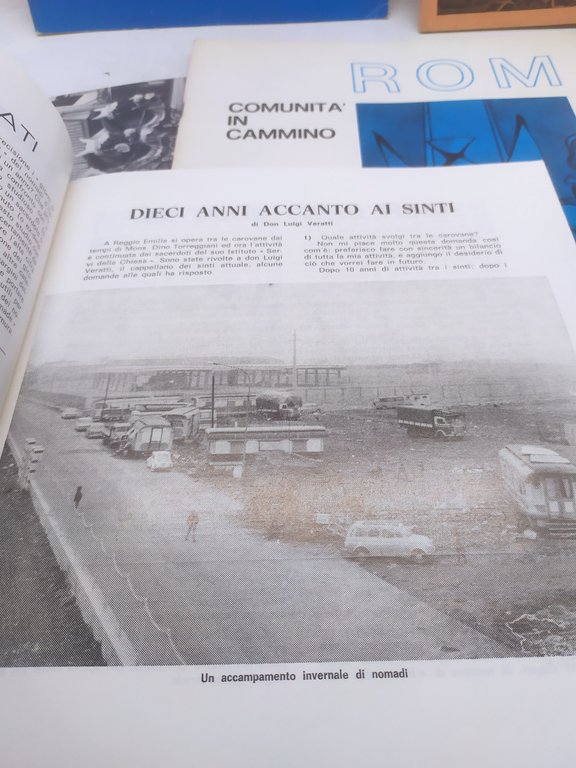 ROM
COMUNITA'
IN
CAMMINO
ATI
DIECI ANNI ACCANTO AI SINTI
di Don Luigi Veratti
A Reggio Emilia si opera tra le carovane dai
tempi di Mons. Dino Torreggiani ed ora l'attività
è continuata dai sacerdoti del suo Istituto « Ser-
vi della Chiesa ». Sono state rivolte a don Luigi
Veratti, il cappellano dei sinti attuale, alcune
domande alle quali ha risposto.
1) Quale attività svolgi tra le carovane?
Non mi piace molto questa domanda così
com'è: preferisco fare con sincerità un bilancio
di tutta la mia attività, e aggiungo il desiderio di
ciò che vorrei fare in futuro.
Dopo 10 anni di attività tra i sinti; dopo i
Un accampamento invernale di nomadi